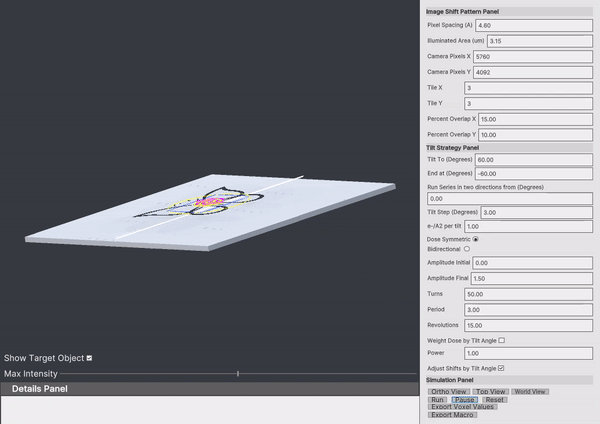 Image Shift Pattern Panel
Pixel Spacing (A) 4.60
Illuminated Area (um) 3.15
Camera Pixels X 5760
Camera Pixels Y 4092
Tile X 3
Tile Y 3
Percent Overlap X 15.00
Percent Overlap Y 10.00
Tilt Strategy Panel
Tilt To (Degrees) 60.00
End at (Degrees) -60.00
Run Series in two directions from (Degrees)
0.00
Tilt Step (Degrees) 3.00
e-/A2 per tilt 1.00
Dose Symmetric
Bidirectional
Amplitude Initial 0.00
Amplitude Final 1.50
Turns 50.00
Period 3.00
Revolutions 15.00
Weight Dose by Tilt Angle
Power 1.00
Adjust Shifts by Tilt Angle
Simulation Panel
Ortho View Top View World View
Run Pause Reset
Export Voxel Values
Export Macro
Show Target Object
Max Intensity
Details Panel